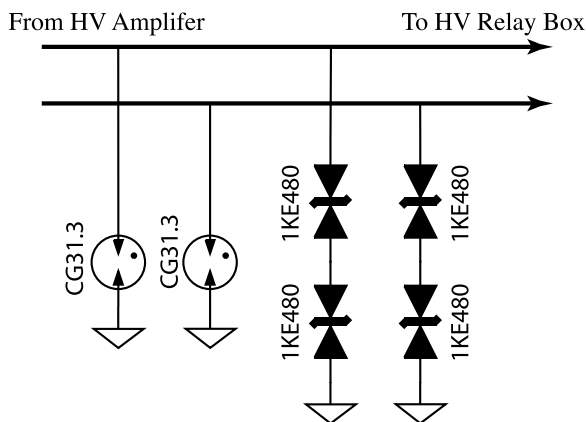 From HV Amplifer
To HV Relay Box
CG31.3
CG31.3
1KE480
1KE480
1KE480
1KE480